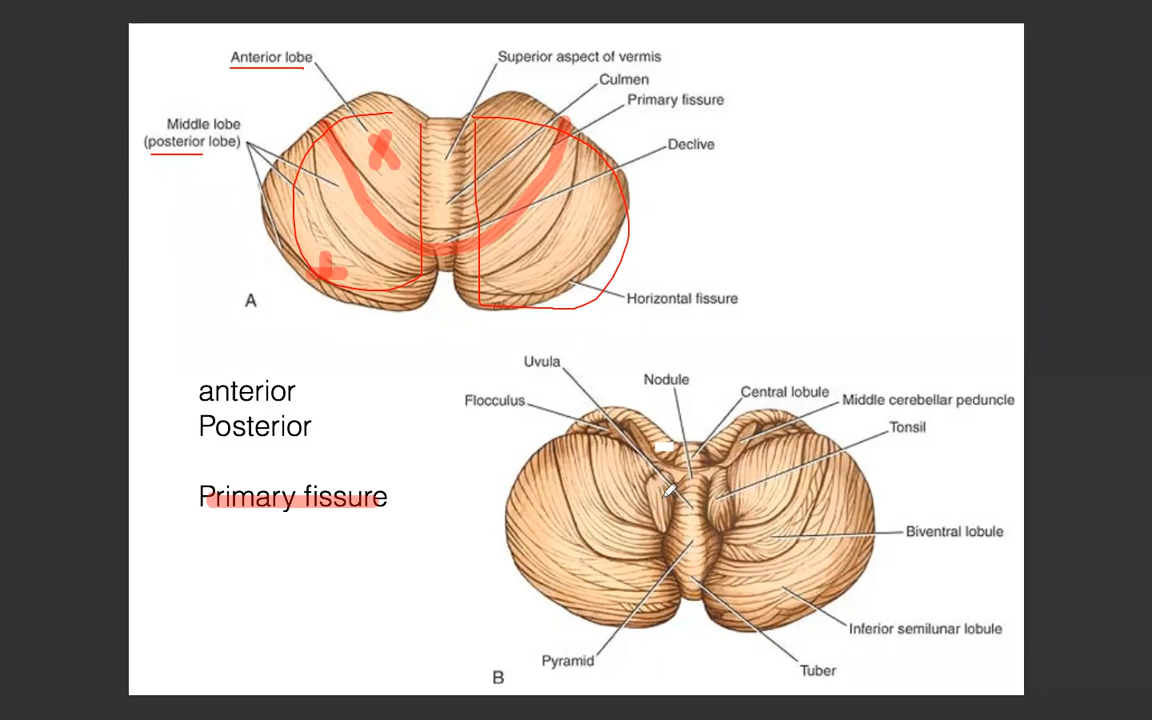 Anterior lobe
Superior aspect of vermis
Culmen
Primary fissure
Middle lobe
(posterior lobe)
Declive
Horizontal fissure
A
anterior
Posterior
Primary fissure
Uvula
Nodule
Central lobule
Flocculus
Middle cerebellar peduncle
Tonsil
Biventral lobule
Inferior semilunar lobule
Pyramid
Tuber
B